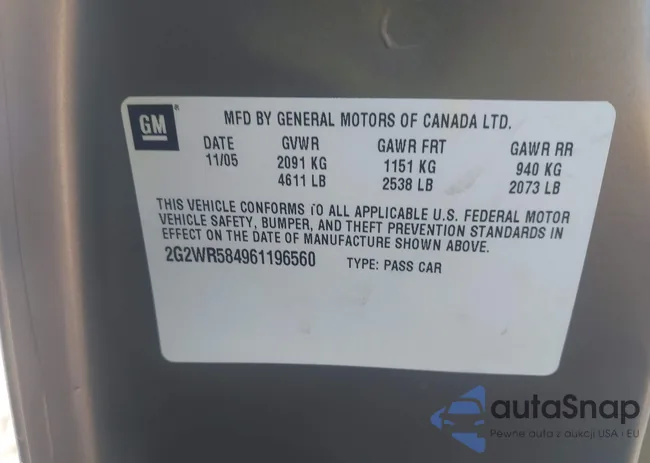 GM
MFD BY GENERAL MOTORS OF CANADA LTD.
DATE GVWR GAWR FRT GAWR RR
11/05 2091 KG 1151 KG 940 KG
4611 LB 2538 LB 2073 LB
THIS VEHICLE CONFORMS TO ALL APPLICABLE U.S. FEDERAL MOTOR
VEHICLE SAFETY, BUMPER, AND THEFT PREVENTION STANDARDS IN
EFFECT ON THE DATE OF MANUFACTURE SHOWN ABOVE.
2G2WR584961196560 TYPE: PASS CAR
autaSnap
Pewne auta z aukcji USA i EU